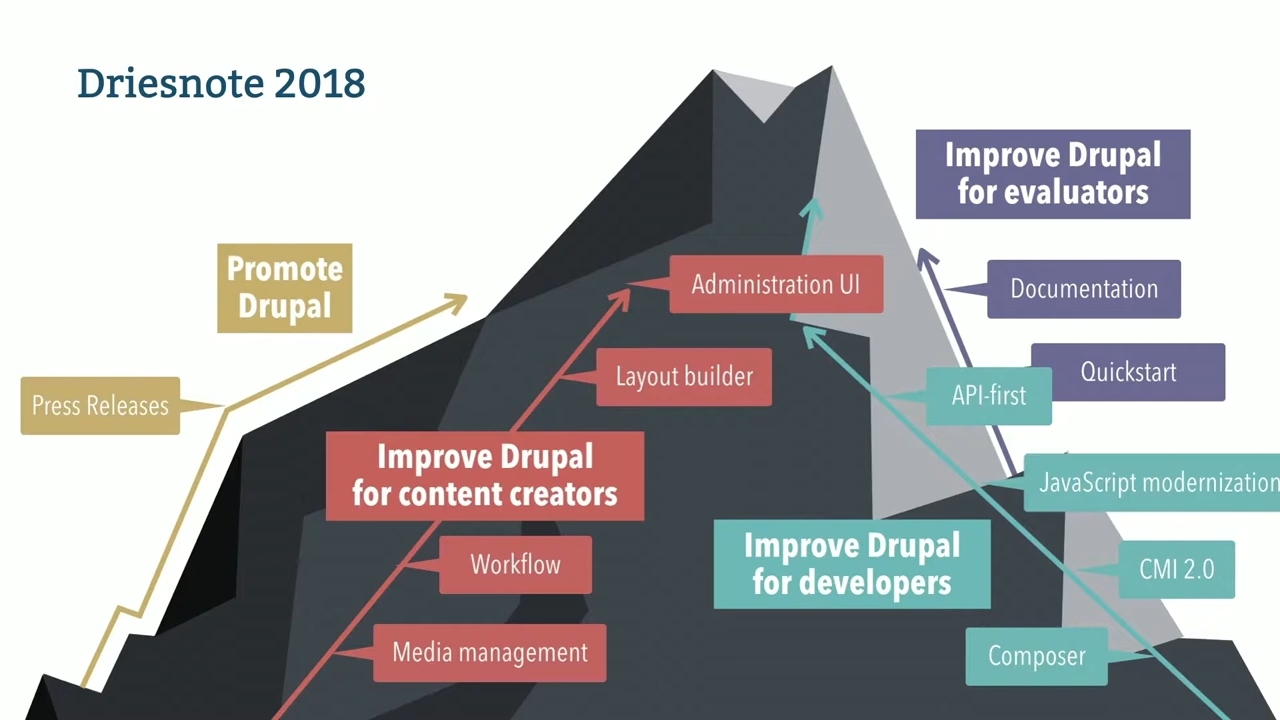 Driesnote 2018
Improve Drupal
for evaluators
Promote
Drupal
Administration UI
Documentation
Press Releases
Layout builder
Quickstart
API-first
Improve Drupal
for content creators
JavaScript modernization
Workflow
Improve Drupal
for developers
CMI 2.0
Media management
Composer